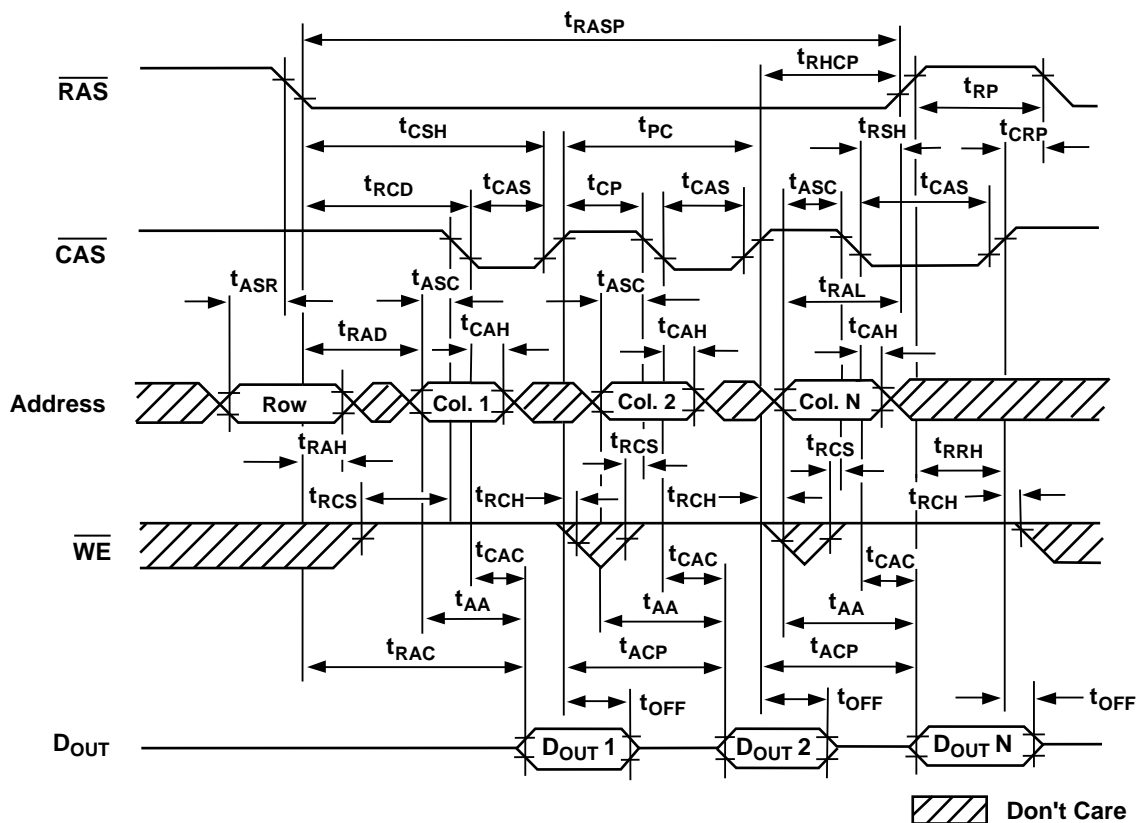 tRASP
tRHCP
RAS
tRP
tCSH
tPC
tRSH
tCRP
tRCD
tCAS
tCP
tCAS
tASC
tCAS
CAS
tASR
tASC
tASC
tRAL
tRAD
tCAH
tCAH
tCAH
Address
Row
Col. 1
Col. 2
Col. N
tRAH
tRCS
tRCS
tRRH
tRCS
tRCH
tRCH
tRCH
WE
tCAC
tCAC
tCAC
tAA
tAA
tAA
tRAC
tACP
tACP
tOFF
tOFF
tOFF
DOUT
DOUT 1
DOUT 2
DOUT N
Don't Care